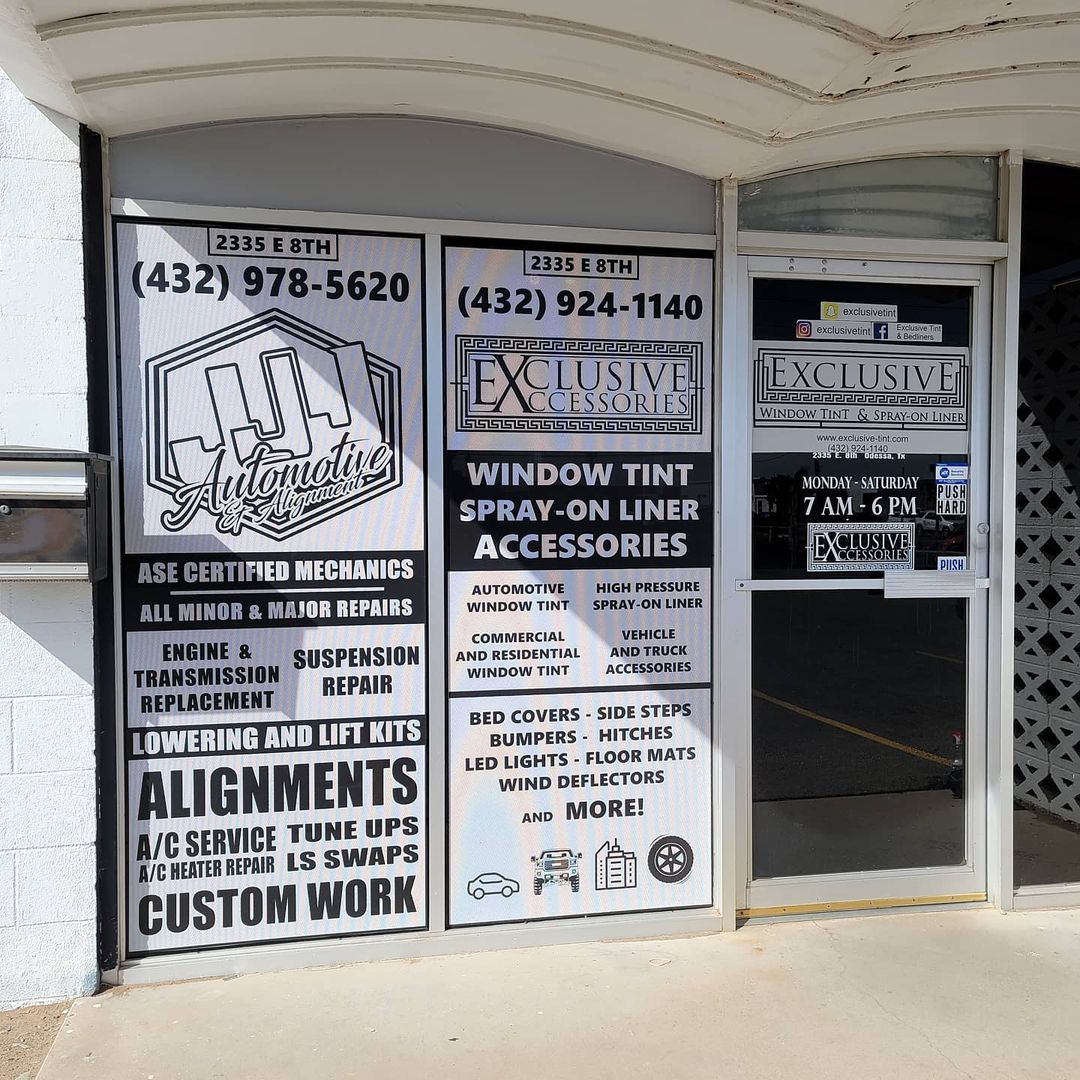 2335 E 8TH
(432) 978-5620
JJJ
Automotive
& Alignment
ASE CERTIFIED MECHANICS
ALL MINOR & MAJOR REPAIRS
ENGINE &
TRANSMISSION
REPLACEMENT
SUSPENSION
REPAIR
LOWERING AND LIFT KITS
ALIGNMENTS
A/C SERVICE
A/C HEATER REPAIR
TUNE UPS
LS SWAPS
CUSTOM WORK
2335 E 8TH
(432) 924-1140
EXCLUSIVE
CCESSORIES
WINDOW TINT
SPRAY-ON LINER
ACCESSORIES
AUTOMOTIVE
WINDOW TINT
HIGH PRESSURE
SPRAY-ON LINER
COMMERCIAL
AND RESIDENTIAL
WINDOW TINT
VEHICLE
AND TRUCK
ACCESSORIES
BED COVERS - SIDE STEPS
BUMPERS - HITCHES
LED LIGHTS - FLOOR MATS
WIND DEFLECTORS
AND MORE!
exclusivetint
exclusivetint
Exclusive Tint
& Bedliners
EXCLUSIVE
WINDOW TINT & SPRAY-ON LINER
www.exclusive-tint.com
(432) 924-1140
2335 E. 8th Odessa, Tx
MONDAY - SATURDAY
7 AM - 6 PM
EXCLUSIVE
CCESSORIES
PUSH
HARD
PUSH